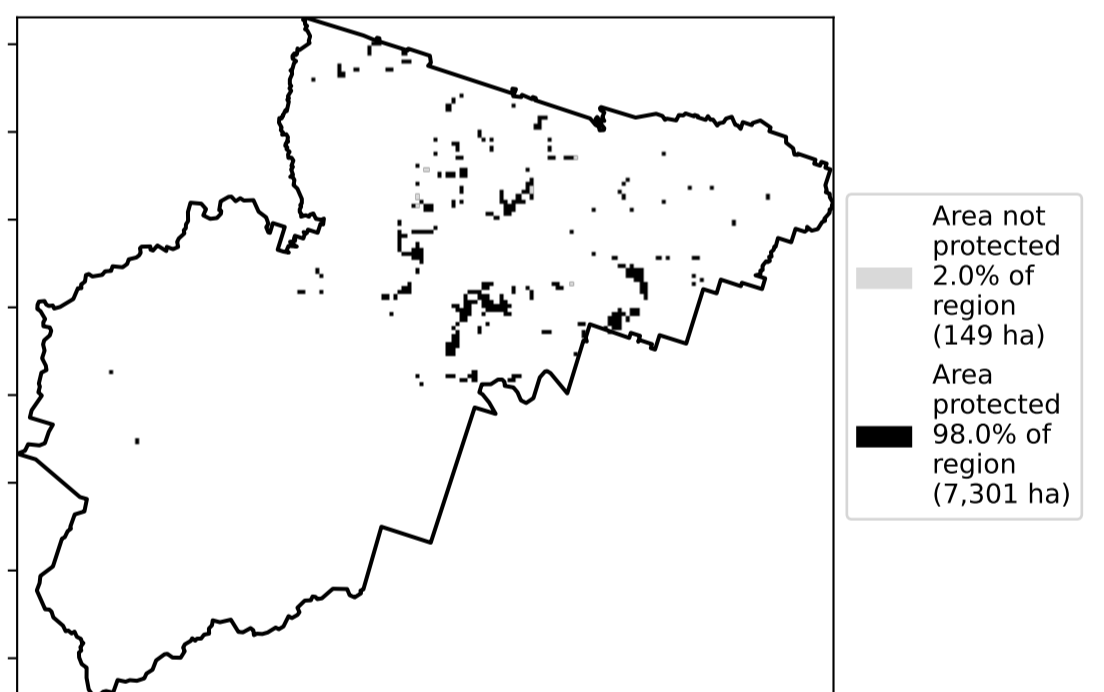 Area not
protected
2.0% of
region
(149 ha)
Area
protected
98.0% of
region
(7,301 ha)